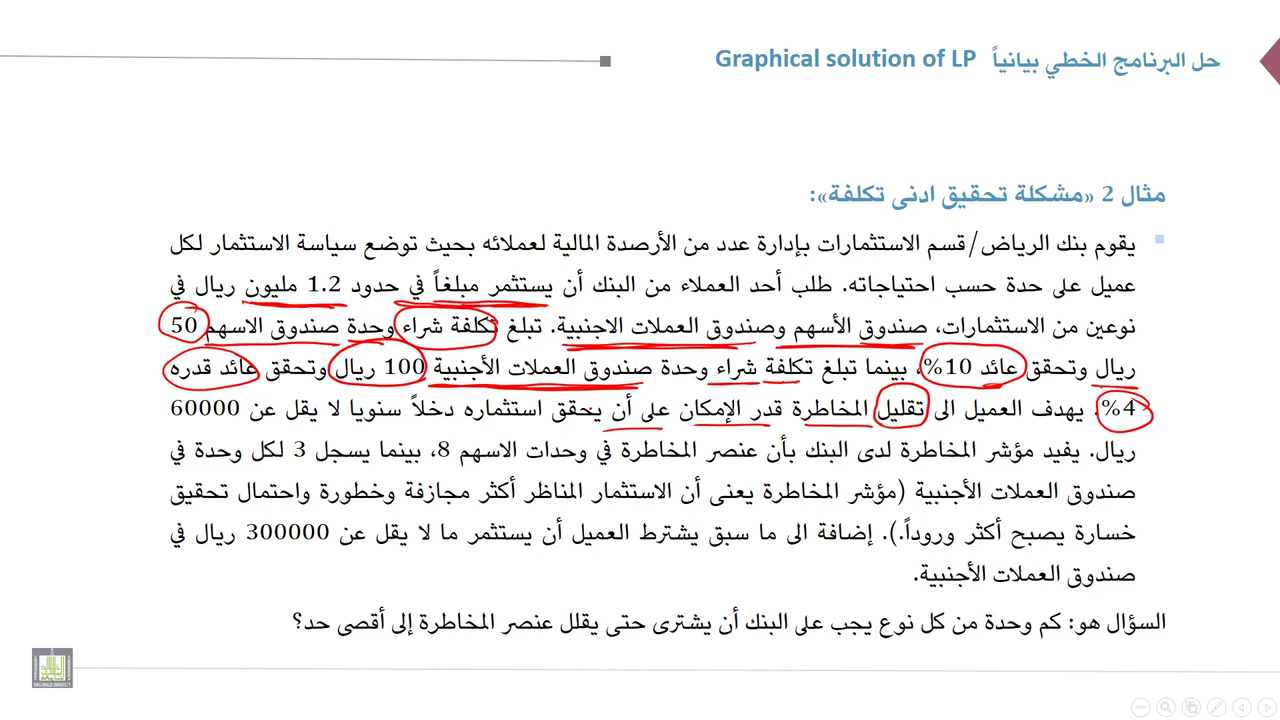 حل البرنامج الخطي بيانياً Graphical solution of LP
مثال 2 «مشكلة تحقيق ادنى تكلفة»:
يقوم بنك الرياض/قسم الاستثمارات بإدارة عدد من الأرصدة المالية لعملائه بحيث توضع سياسة الاستثمار لكل
عميل على حدة حسب احتياجاته. طلب أحد العملاء من البنك أن يستثمر مبلغاً في حدود 1.2 مليون ريال في
نوعين من الاستثمارات، صندوق الأسهم وصندوق العملات الاجنبية. تبلغ تكلفة شراء وحدة صندوق الاسهم 50
ريال وتحقق عائد 10%، بينما تبلغ تكلفة شراء وحدة صندوق العملات الأجنبية 100 ريال وتحقق عائد قدره
4%. يهدف العميل الى تقليل المخاطرة قدر الإمكان على أن يحقق استثماره دخلاً سنويا لا يقل عن 60000
ريال. يفيد مؤشر المخاطرة لدى البنك بأن عنصر المخاطرة في وحدات الاسهم 8، بينما يسجل 3 لكل وحدة في
صندوق العملات الأجنبية (مؤشر المخاطرة يعنى أن الاستثمار المناظر أكثر مجازفة وخطورة واحتمال تحقيق
خسارة يصبح أكثر وروداً.). إضافة الى ما سبق يشترط العميل أن يستثمر ما لا يقل عن 300000 ريال في
صندوق العملات الأجنبية.
السؤال هو: كم وحدة من كل نوع يجب على البنك أن يشترى حتى يقلل عنصر المخاطرة إلى أقصى حد؟